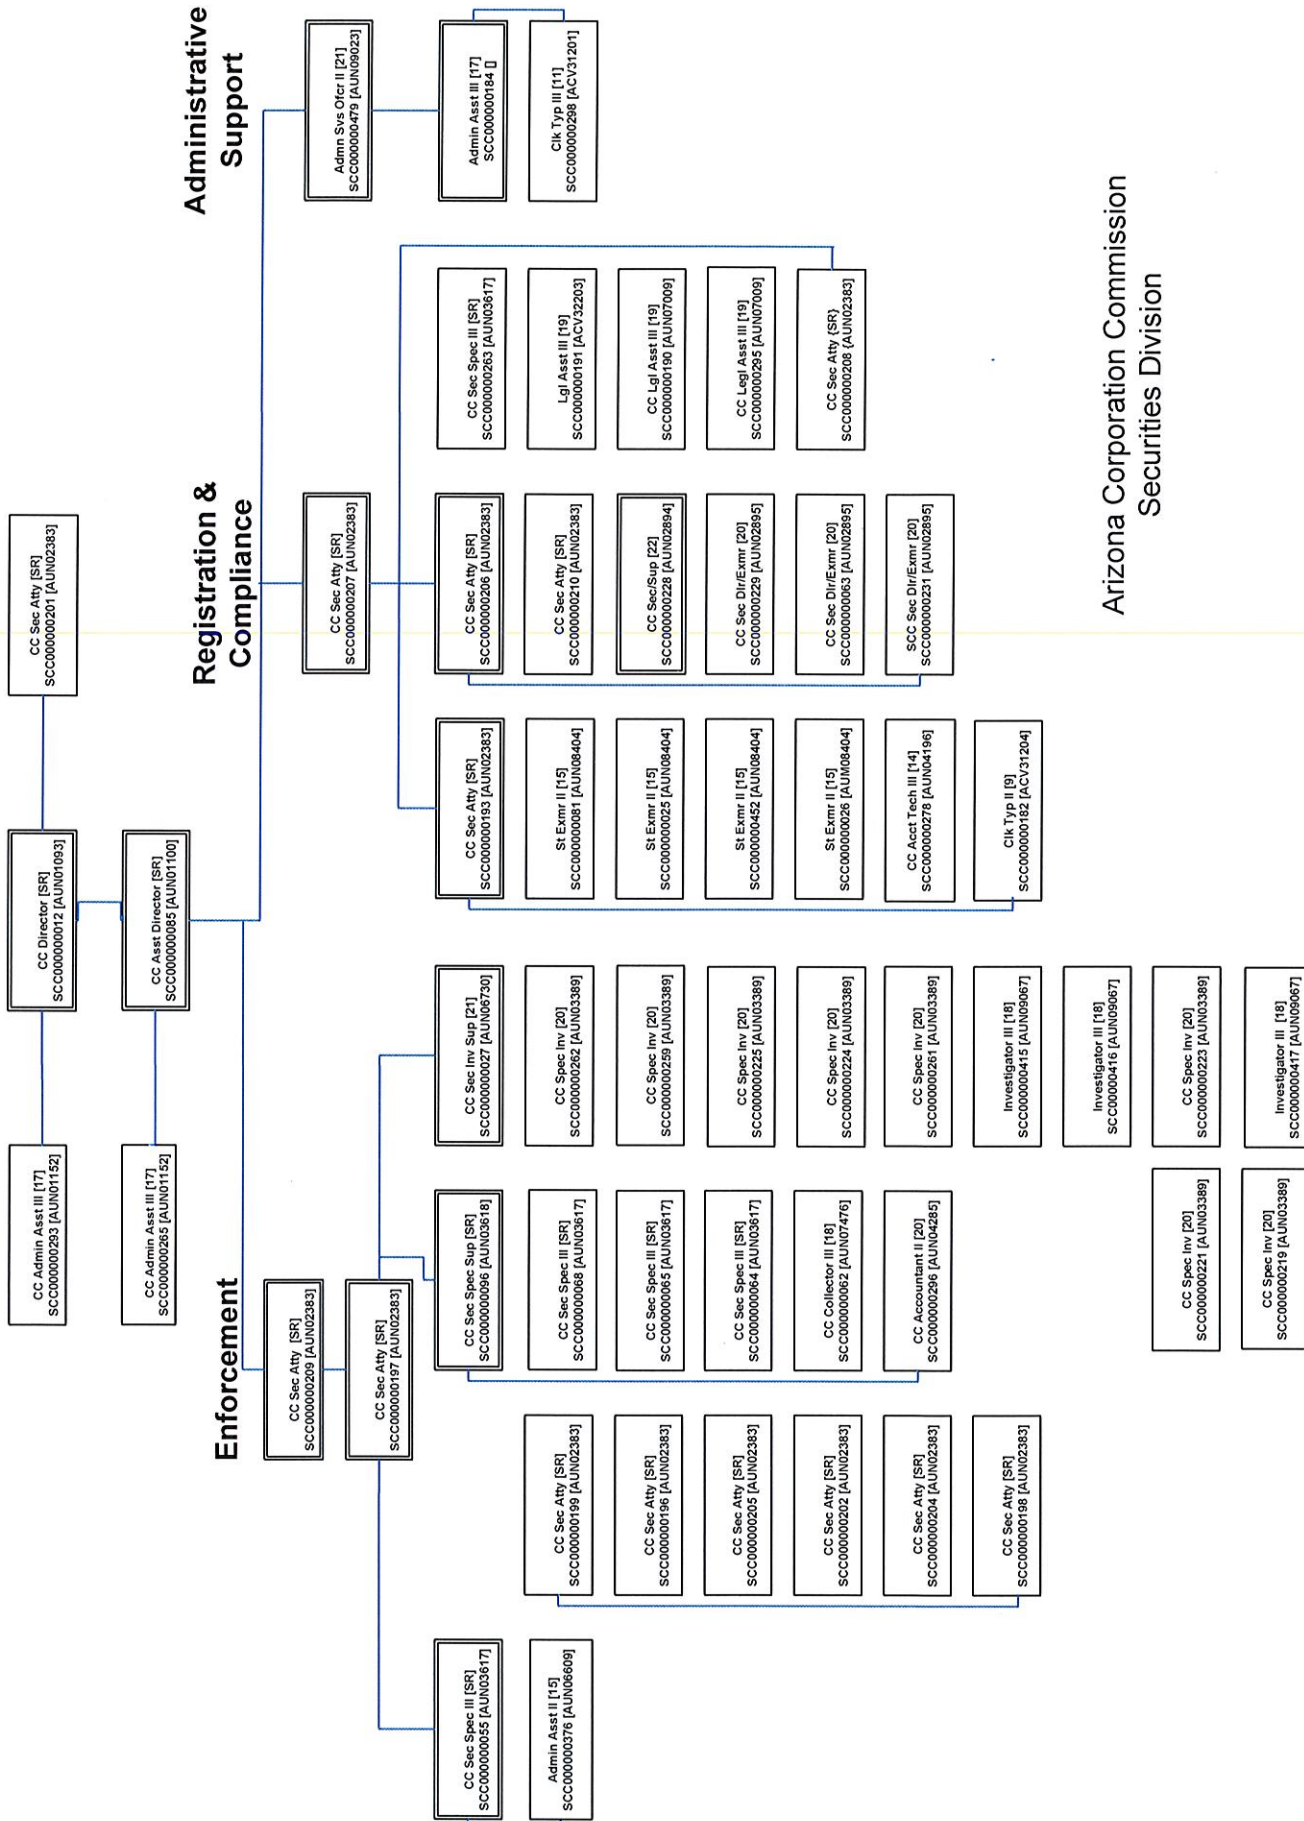 CC Admin Asst III [17]
SCC000000293 [AUN01152]
CC Director [SR]
SCC000000012 [AUN01093]
CC Sec Atty [SR]
SCC000000201 [AUN02383]
CC Admin Asst III [17]
SCC000000265 [AUN01152]
CC Asst Director [SR]
SCC000000085 [AUN01100]
Enforcement
CC Sec Atty [SR]
SCC000000209 [AUN02383]
CC Sec Atty [SR]
SCC000000197 [AUN02383]
CC Sec Spec III [SR]
SCC000000055 [AUN03617]
Admin Asst II [15]
SCC000000376 [AUN06609]
CC Sec Atty [SR]
SCC000000199 [AUN02383]
CC Sec Atty [SR]
SCC000000196 [AUN02383]
CC Sec Atty [SR]
SCC000000205 [AUN02383]
CC Sec Atty [SR]
SCC000000202 [AUN02383]
CC Sec Atty [SR]
SCC000000204 [AUN02383]
CC Sec Atty [SR]
SCC000000198 [AUN02383]
CC Sec Spec Sup [SR]
SCC000000096 [AUN03618]
CC Sec Spec III [SR]
SCC000000068 [AUN03617]
CC Sec Spec III [SR]
SCC000000065 [AUN03617]
CC Sec Spec III [SR]
SCC000000064 [AUN03617]
CC Collector III [18]
SCC000000062 [AUN07476]
CC Accountant II [20]
SCC000000296 [AUN04285]
CC Spec Inv [20]
SCC000000221 [AUN03389]
CC Spec Inv [20]
SCC000000219 [AUN03389]
CC Sec Inv Sup [21]
SCC000000027 [AUN06730]
CC Spec Inv [20]
SCC000000262 [AUN03389]
CC Spec Inv [20]
SCC000000259 [AUN03389]
CC Spec Inv [20]
SCC000000225 [AUN03389]
CC Spec Inv [20]
SCC000000224 [AUN03389]
CC Spec Inv [20]
SCC000000261 [AUN03389]
Investigator III [18]
SCC000000415 [AUN09067]
Investigator III [18]
SCC000000416 [AUN09067]
CC Spec Inv [20]
SCC000000223 [AUN03389]
Investigator III [18]
SCC000000417 [AUN09067]
Registration &
Compliance
CC Sec Atty [SR]
SCC000000207 [AUN02383]
CC Sec Atty [SR]
SCC000000193 [AUN02383]
St Exmr II [15]
SCC000000081 [AUN08404]
St Exmr II [15]
SCC000000025 [AUN08404]
St Exmr II [15]
SCC000000452 [AUN08404]
St Exmr II [15]
SCC000000026 [AUM08404]
CC Acct Tech III [14]
SCC000000278 [AUN04196]
Clk Typ II [9]
SCC000000182 [ACV31204]
CC Sec Atty [SR]
SCC000000206 [AUN02383]
CC Sec Atty [SR]
SCC000000210 [AUN02383]
CC Sec/Sup [22]
SCC000000228 [AUN02894]
CC Sec Dlr/Exmr [20]
SCC000000229 [AUN02895]
CC Sec Dlr/Exmr [20]
SCC000000063 [AUN02895]
SCC Sec Dlr/Exmr [20]
SCC000000231 [AUN02895]
CC Sec Spec III [SR]
SCC000000263 [AUN03617]
Lgl Asst III [19]
SCC000000191 [ACV32203]
CC Lgl Asst III [19]
SCC000000190 [AUN07009]
CC Legl Asst III [19]
SCC000000295 [AUN07009]
CC Sec Atty {SR}
SCC000000208 {AUN02383]
Administrative
Support
Admn Svs Ofcr II [21]
SCC000000479 [AUN09023]
Admin Asst III [17]
SCC000000184 []
Clk Typ III [11]
SCC000000298 [ACV31201]
Arizona Corporation Commission
Securities Division